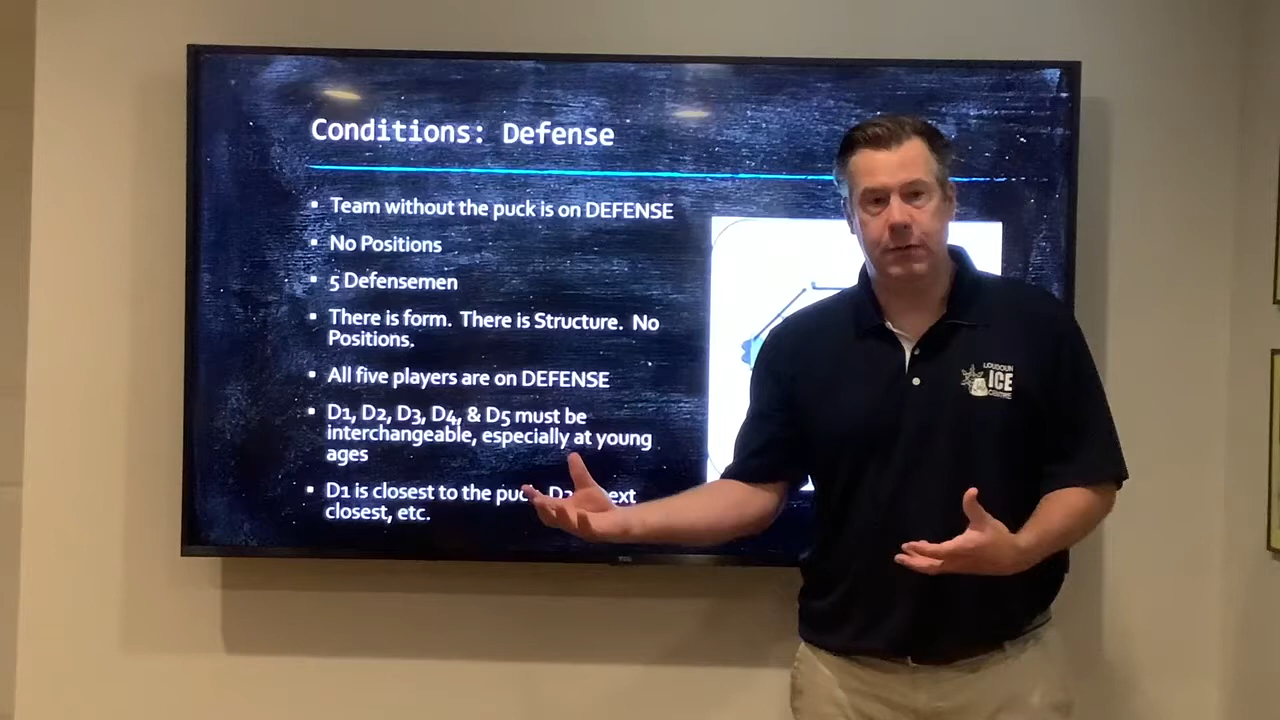 Conditions: Defense
▪ Team without the puck is on DEFENSE
▪ No Positions
▪ 5 Defensemen
▪ There is form. There is Structure. No
Positions.
▪ All five players are on DEFENSE
▪ D1, D2, D3, D4, & D5 must be
interchangeable, especially at young
ages
▪ D1 is closest to the
closest, etc.
LOUDOUN
ICE
CENTRE